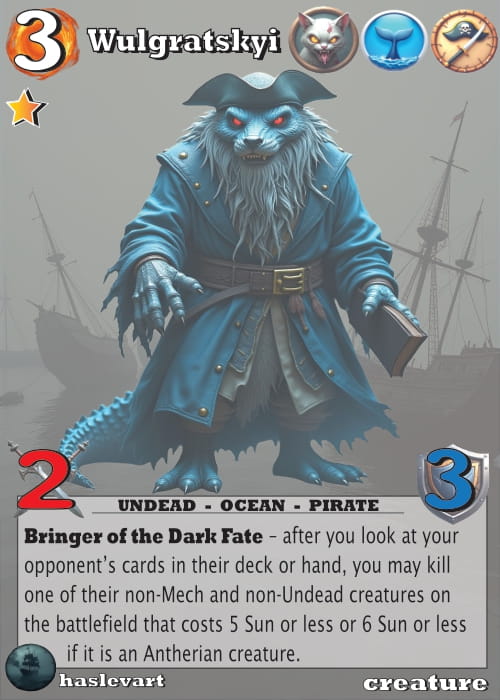 3 Wulgratskyi
2 3
UNDEAD - OCEAN - PIRATE
Bringer of the Dark Fate – after you look at your
opponent's cards in their deck or hand, you may kill
one of their non-Mech and non-Undead creatures on
the battlefield that costs 5 Sun or less or 6 Sun or less
if it is an Antherian creature.
haslevart creature